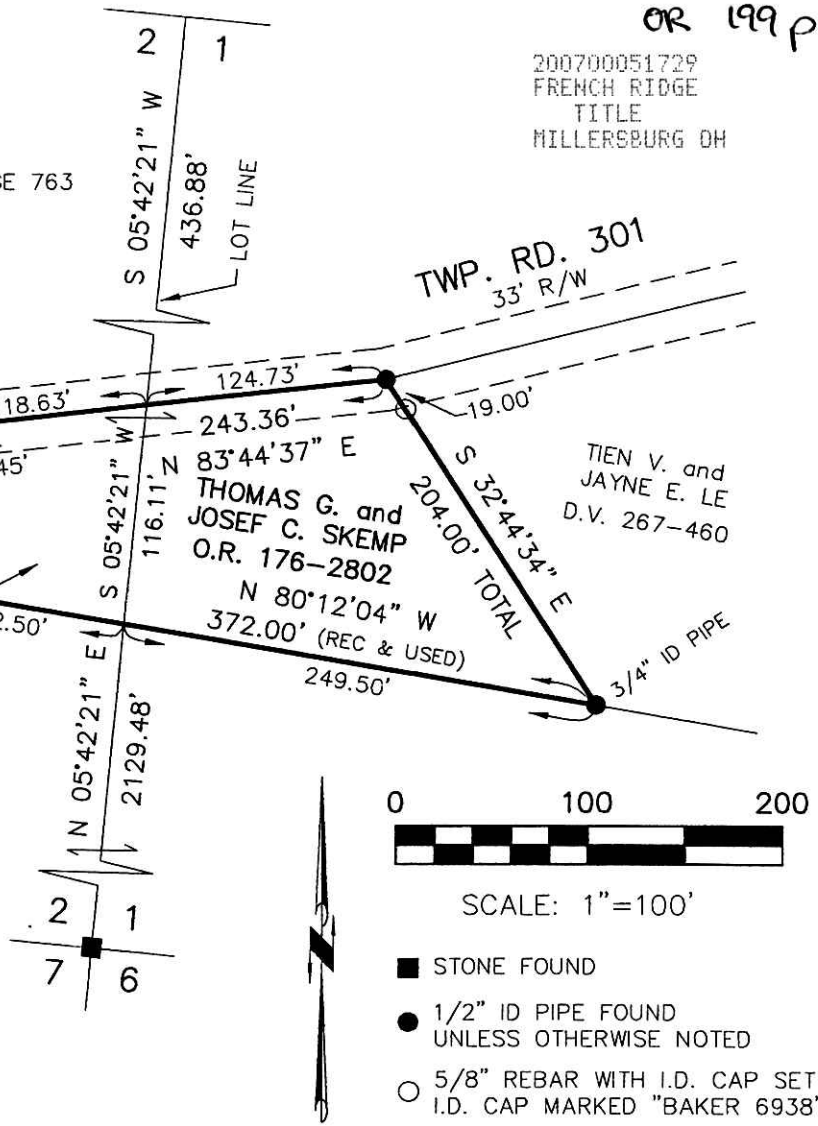 OR 199 p
200700051729
FRENCH RIDGE
TITLE
MILLERSBURG OH
2 1
S 05°42'21" W
436.88'
LOT LINE
763
TWP. RD. 301
33' R/W
18.63'
124.73'
243.36'
19.00'
N 83°44'37" E
45'
S 05°42'21" W
116.11'
THOMAS G. and
JOSEF C. SKEMP
O.R. 176-2802
S 32°44'34" E
204.00' TOTAL
TIEN V. and
JAYNE E. LE
D.V. 267-460
N 80°12'04" W
372.00' (REC & USED)
249.50'
2.50'
3/4" ID PIPE
N 05°42'21" E
2129.48'
2 1
7 6
0 100 200
SCALE: 1"=100'
STONE FOUND
1/2" ID PIPE FOUND
UNLESS OTHERWISE NOTED
5/8" REBAR WITH I.D. CAP SET
I.D. CAP MARKED "BAKER 6938"